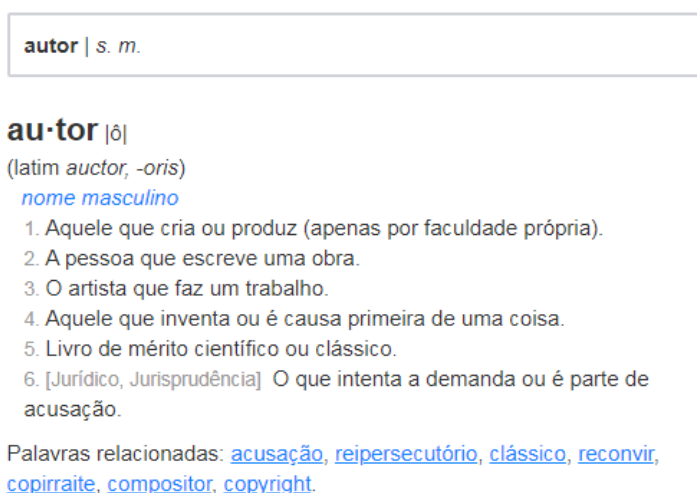 autor | s. m.
au·tor |ô|
(latim auctor, -oris)
nome masculino
1. Aquele que cria ou produz (apenas por faculdade própria).
2. A pessoa que escreve uma obra.
3. O artista que faz um trabalho.
4. Aquele que inventa ou é causa primeira de uma coisa.
5. Livro de mérito científico ou clássico.
6. [Jurídico, Jurisprudência] O que intenta a demanda ou é parte de
acusação.
Palavras relacionadas: acusação, reipersecutório, clássico, reconvir,
copirraite, compositor, copyright.